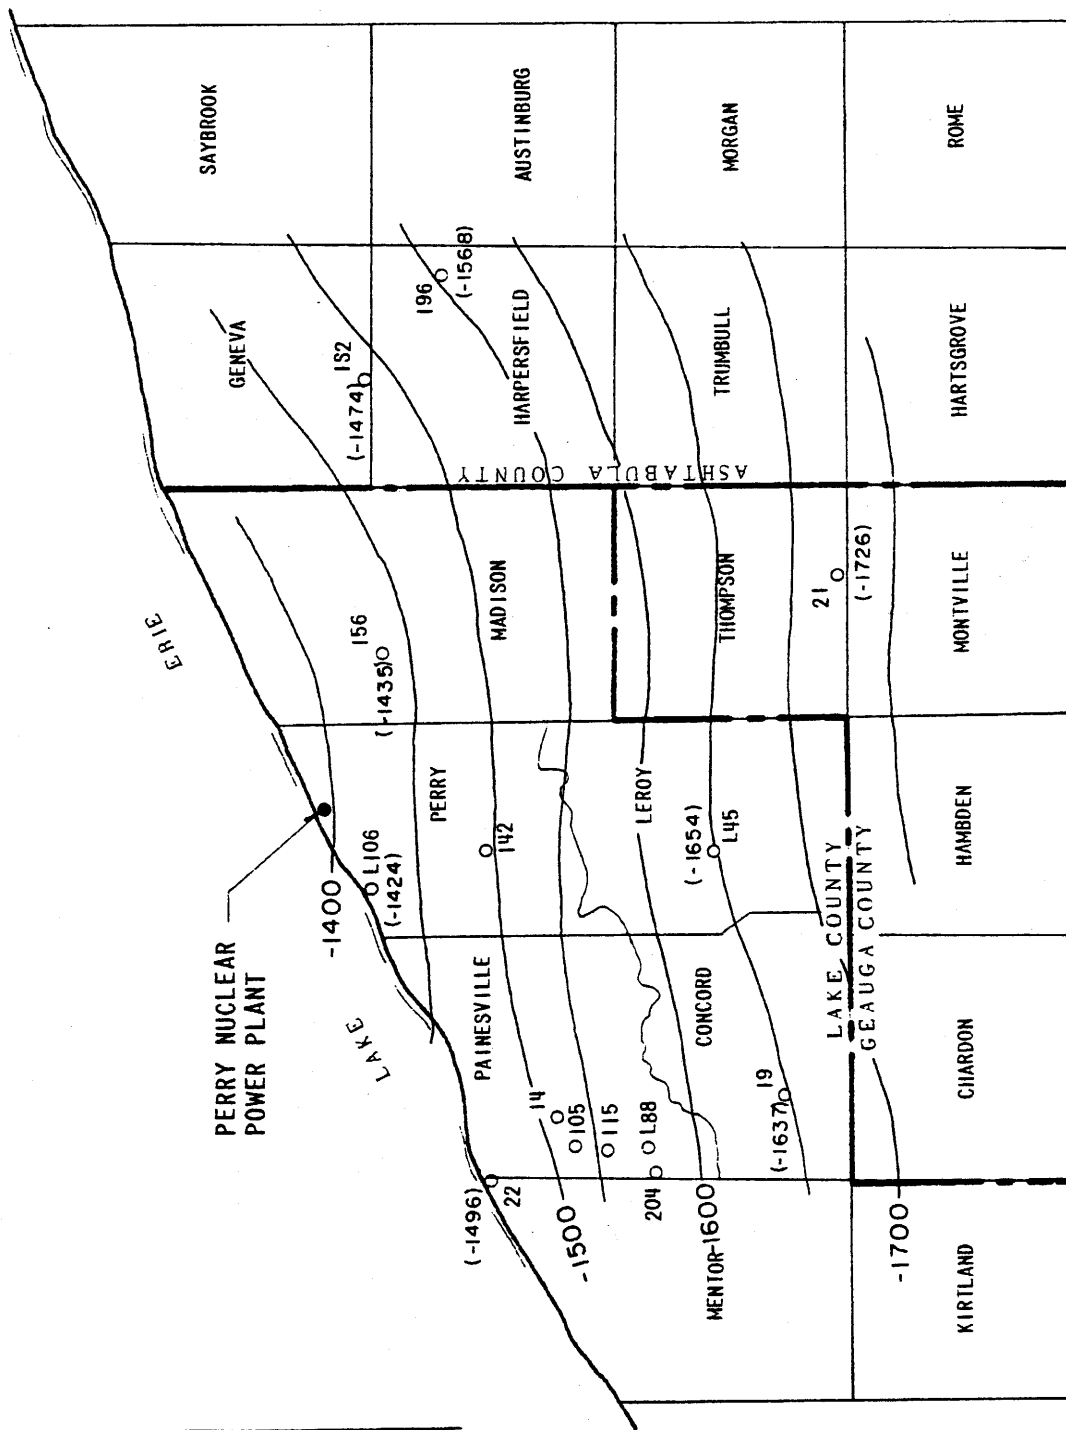 SAYBROOK
AUSTINBURG
MORGAN
ROME
GENEVA
IS2
(-1474)
196
(-1568)
HARPERSFIELD
TRUMBULL
HARTSGROVE
ASHTABULA COUNTY
ERIE
156
(-1435)
MADISON
THOMPSON
21
(-1726)
MONTVILLE
PERRY NUCLEAR
POWER PLANT
-1400
L106
(-1424)
PERRY
142
LEROY
(-1654)
L45
HAMBDEN
LAKE COUNTY
GEAUGA COUNTY
LAKE
PAINESVILLE
CONCORD
CHARDON
14
105
115
L88
204
19
(-1637)
(-1496)
22
-1500
MENTOR
-1600
-1700
KIRTLAND